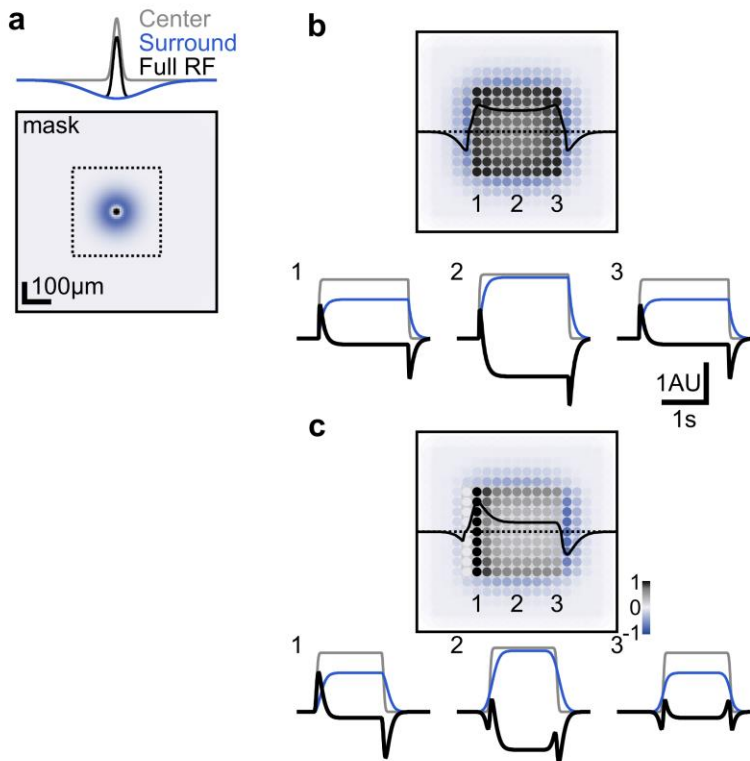 a
Center
Surround
Full RF
mask
100µm
b
1 2 3
1 2 3
1AU
1s
c
1 2 3
1
0
-1
1 2 3